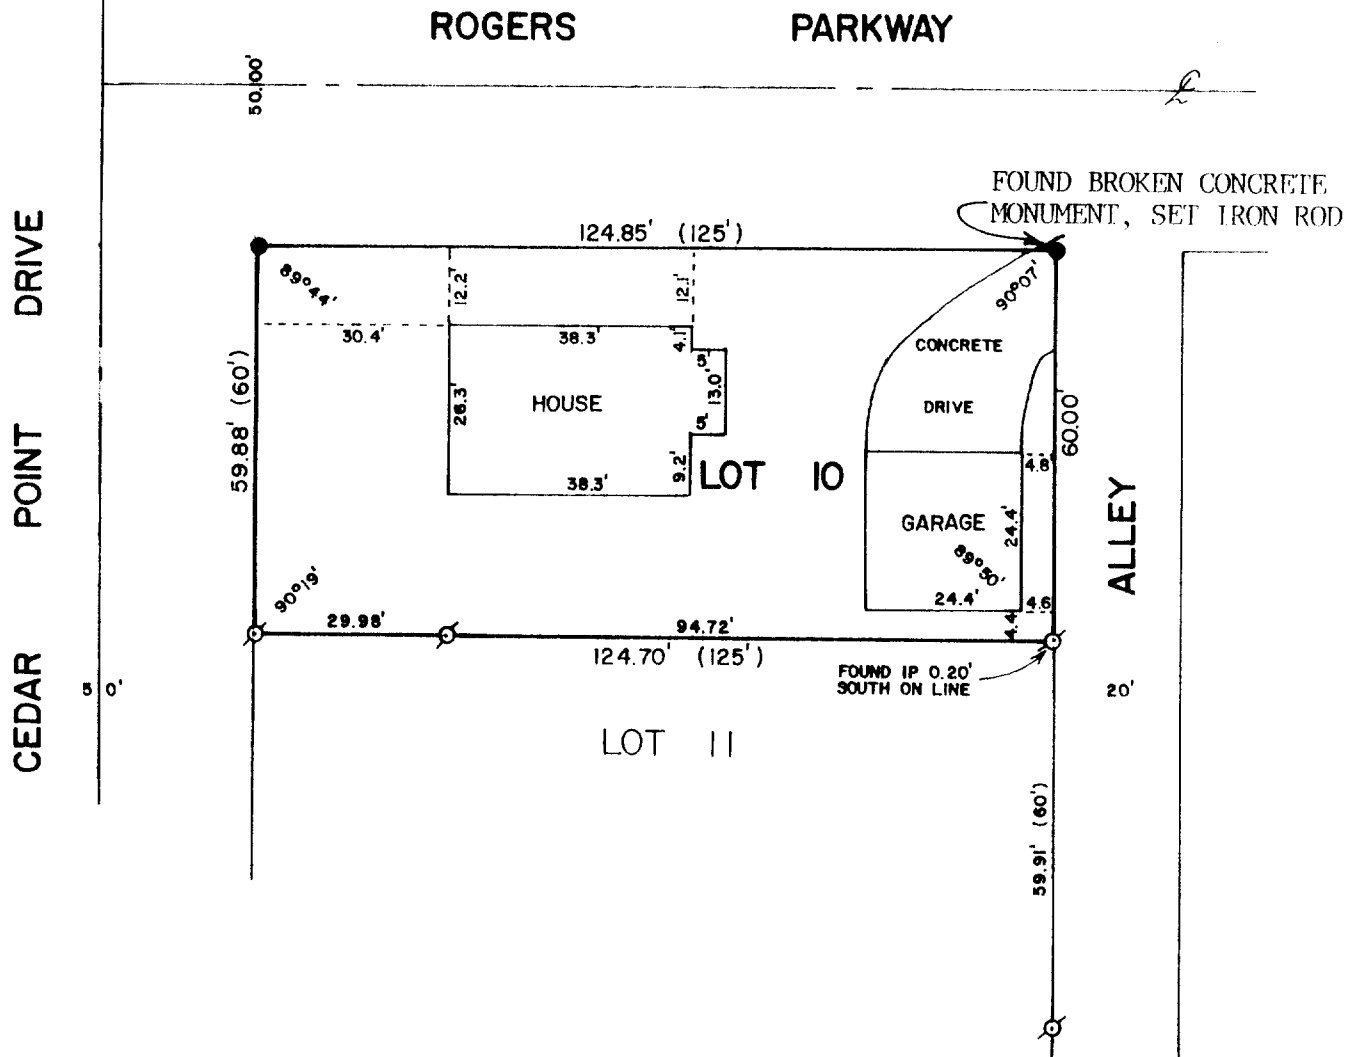 ROGERS PARKWAY
50.00'
℄
FOUND BROKEN CONCRETE
MONUMENT, SET IRON ROD
124.85' (125')
89°44'
12.2'
12.1'
90°07'
30.4'
38.3'
4.1'
5'
13.0'
5'
CONCRETE
DRIVE
HOUSE
26.3'
59.88' (60')
60.00'
9.2'
LOT 10
4.8'
38.3'
GARAGE
24.4'
89°50'
24.4'
4.6'
4.4'
90°19'
29.98'
94.72'
124.70' (125')
FOUND IP 0.20'
SOUTH ON LINE
50'
20'
CEDAR POINT DRIVE
ALLEY
LOT 11
59.91' (60')